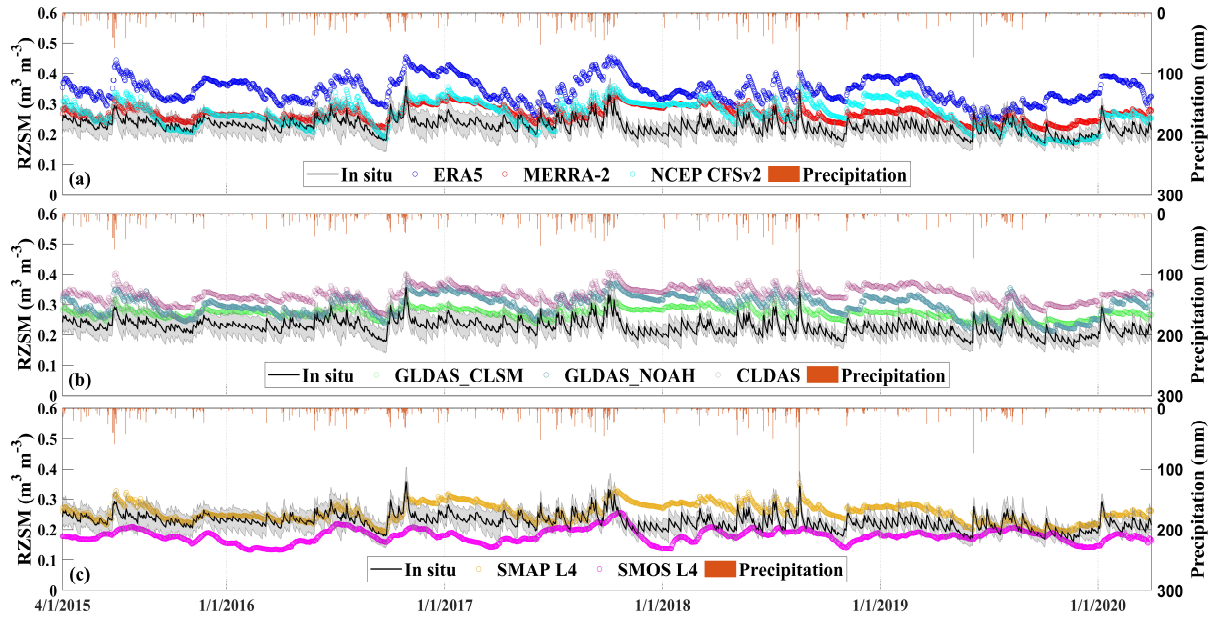 0.6 0
0.5
0.4 100
0.3
0.2 200
0.1
0 300
RZSM (m³ m⁻³)
Precipitation (mm)
(a)
In situ ERA5 MERRA-2 NCEP CFSv2 Precipitation
0.6 0
0.5
0.4 100
0.3
0.2 200
0.1
0 300
RZSM (m³ m⁻³)
Precipitation (mm)
(b)
In situ GLDAS_CLSM GLDAS_NOAH CLDAS Precipitation
0.6 0
0.5
0.4 100
0.3
0.2 200
0.1
0 300
RZSM (m³ m⁻³)
Precipitation (mm)
(c)
In situ SMAP L4 SMOS L4 Precipitation
4/1/2015 1/1/2016 1/1/2017 1/1/2018 1/1/2019 1/1/2020